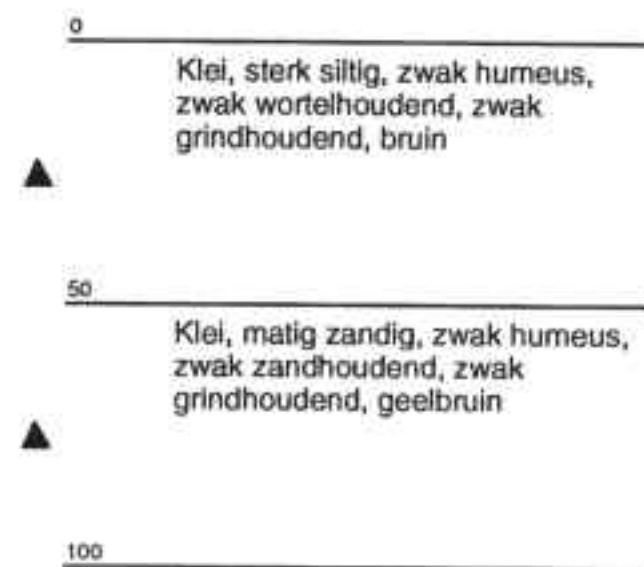 0
Klei, sterk siltig, zwak humeus,
zwak wortelhoudend, zwak
grindhoudend, bruin
50
Klei, matig zandig, zwak humeus,
zwak zandhoudend, zwak
grindhoudend, geelbruin
100